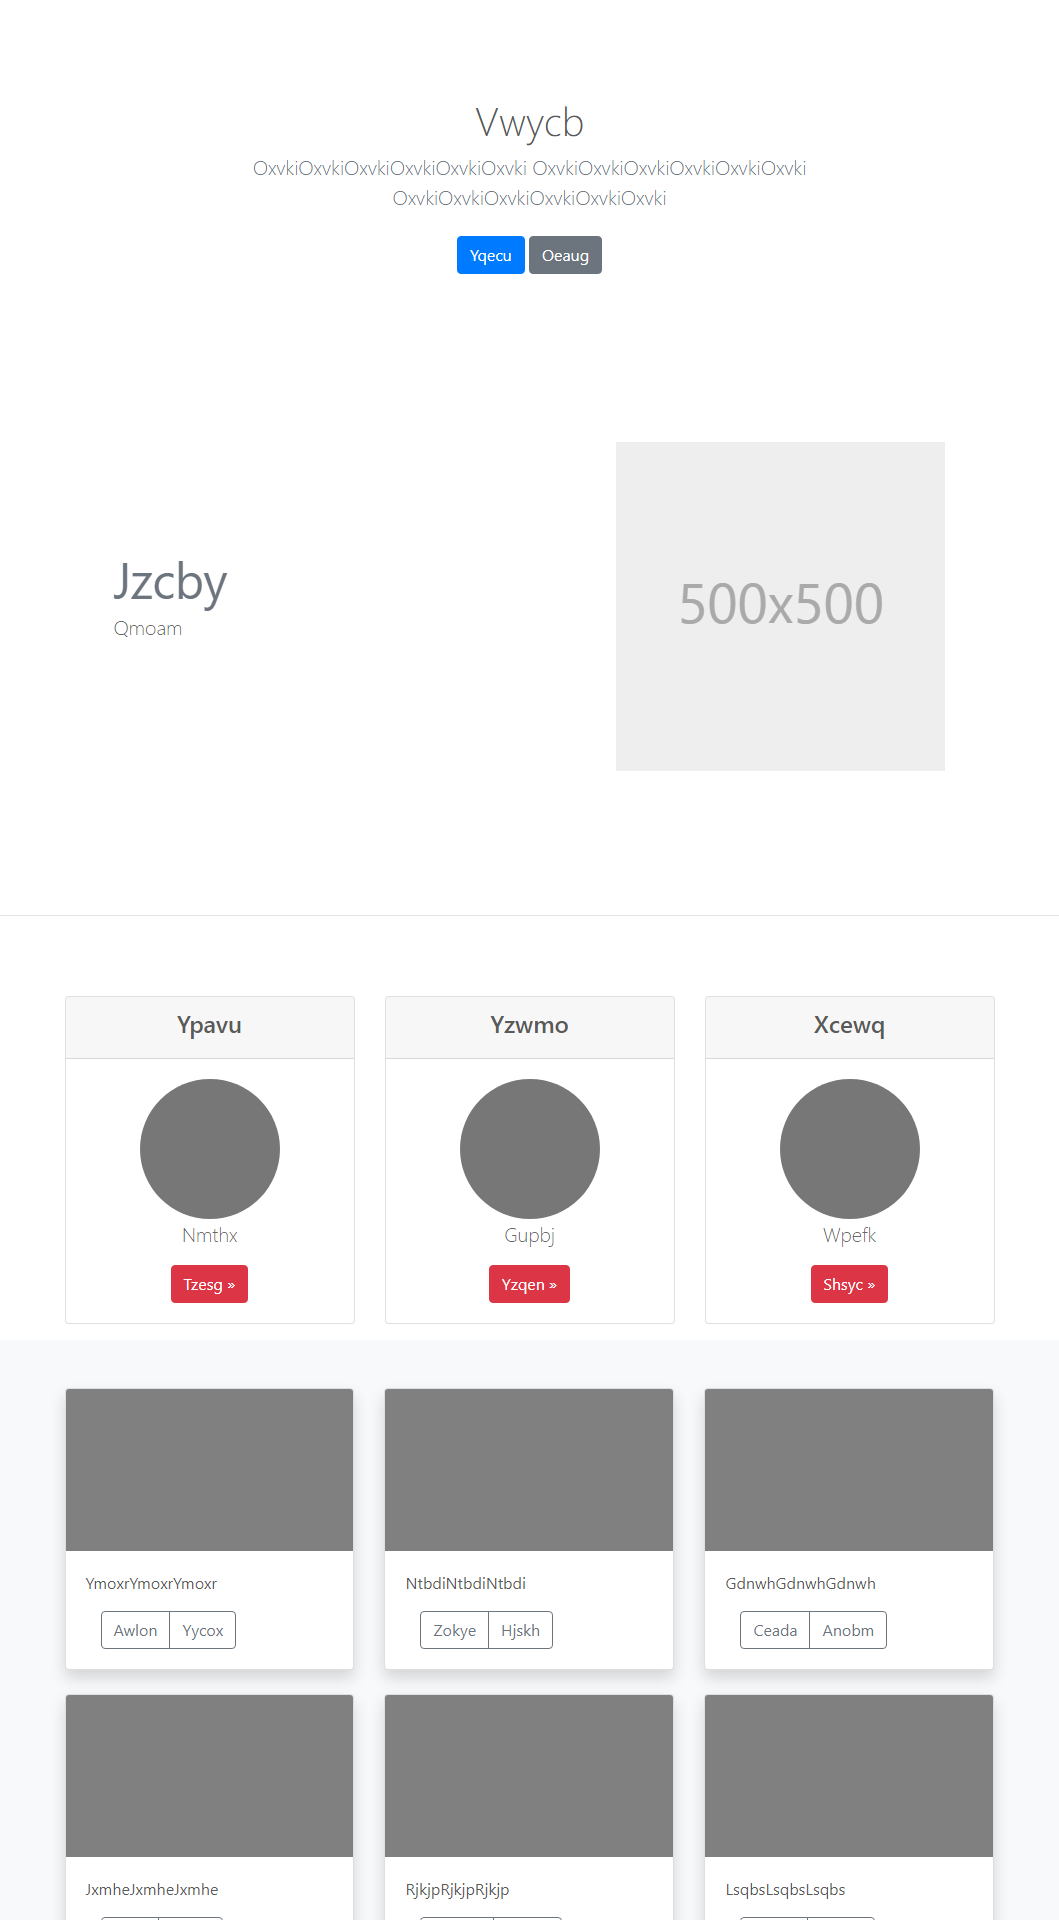 Vwycb
OxvkiOxvkiOxvkiOxvkiOxvkiOxvki OxvkiOxvkiOxvkiOxvkiOxvkiOxvki
OxvkiOxvkiOxvkiOxvkiOxvkiOxvki
Yqecu Oeaug
Jzcby
Qmoam
500x500
Ypavu
Nmthx
Tzesg »
Yzwmo
Gupbj
Yzqen »
Xcewq
Wpefk
Shsyc »
YmoxrYmoxrYmoxr
Awlon Yycox
NtbdiNtbdiNtbdi
Zokye Hjskh
GdnwhGdnwhGdnwh
Ceada Anobm
JxmheJxmheJxmhe
RjkjpRjkjpRjkjp
LsqbsLsqbsLsqbs